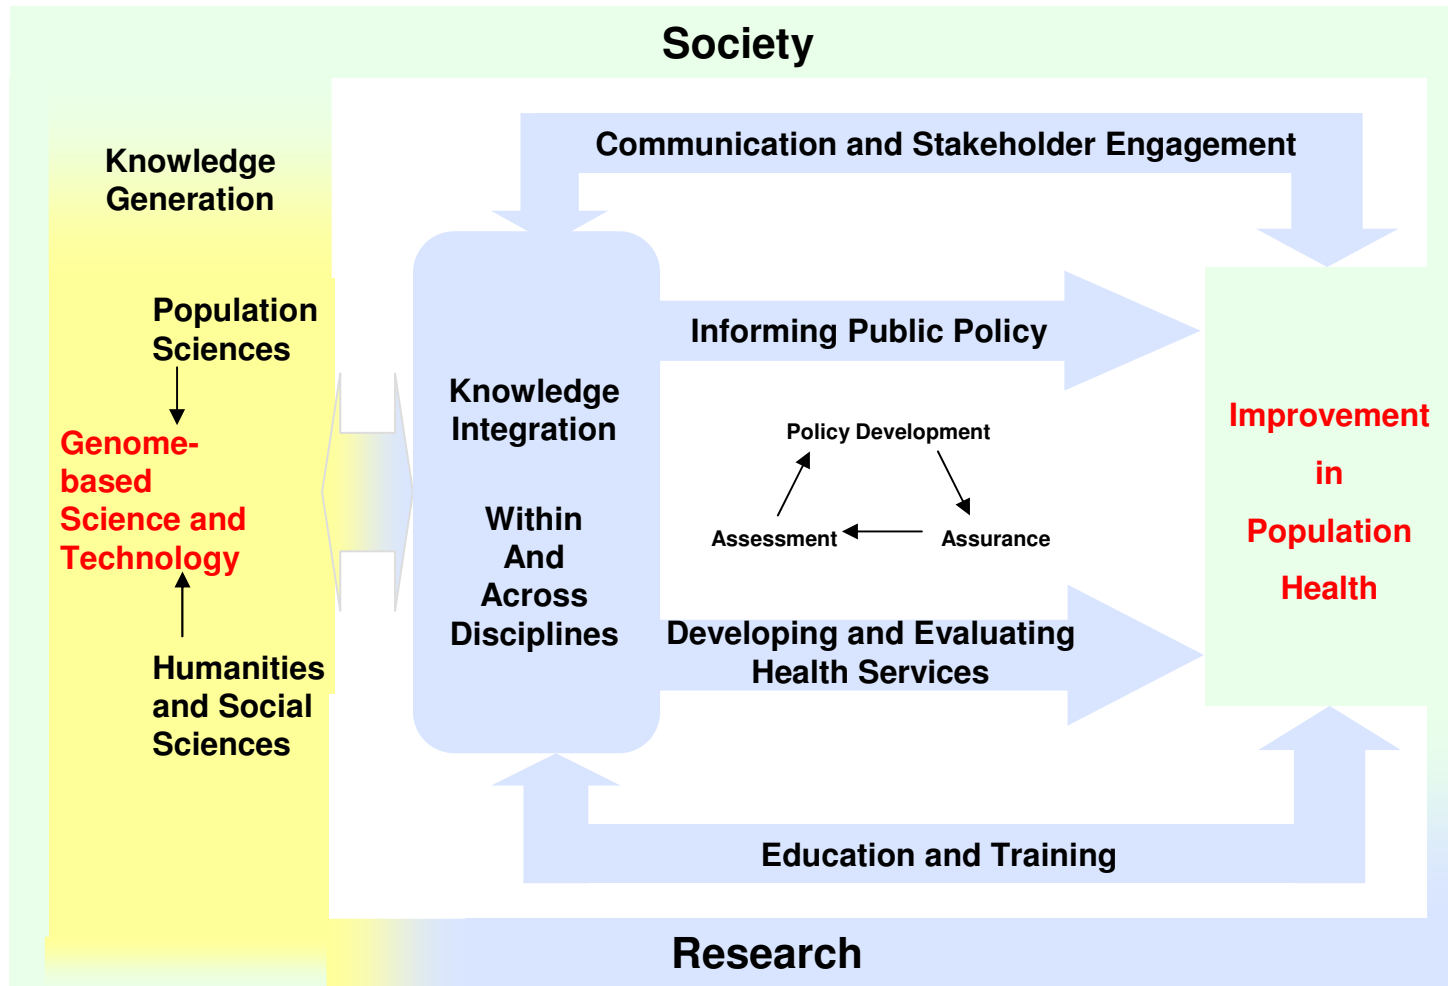 Society
Knowledge
Generation
Population
Sciences
Genome-
based
Science and
Technology
Humanities
and Social
Sciences
Communication and Stakeholder Engagement
Knowledge
Integration
Within
And
Across
Disciplines
Informing Public Policy
Policy Development
Assessment
Assurance
Developing and Evaluating
Health Services
Education and Training
Improvement
in
Population
Health
Research